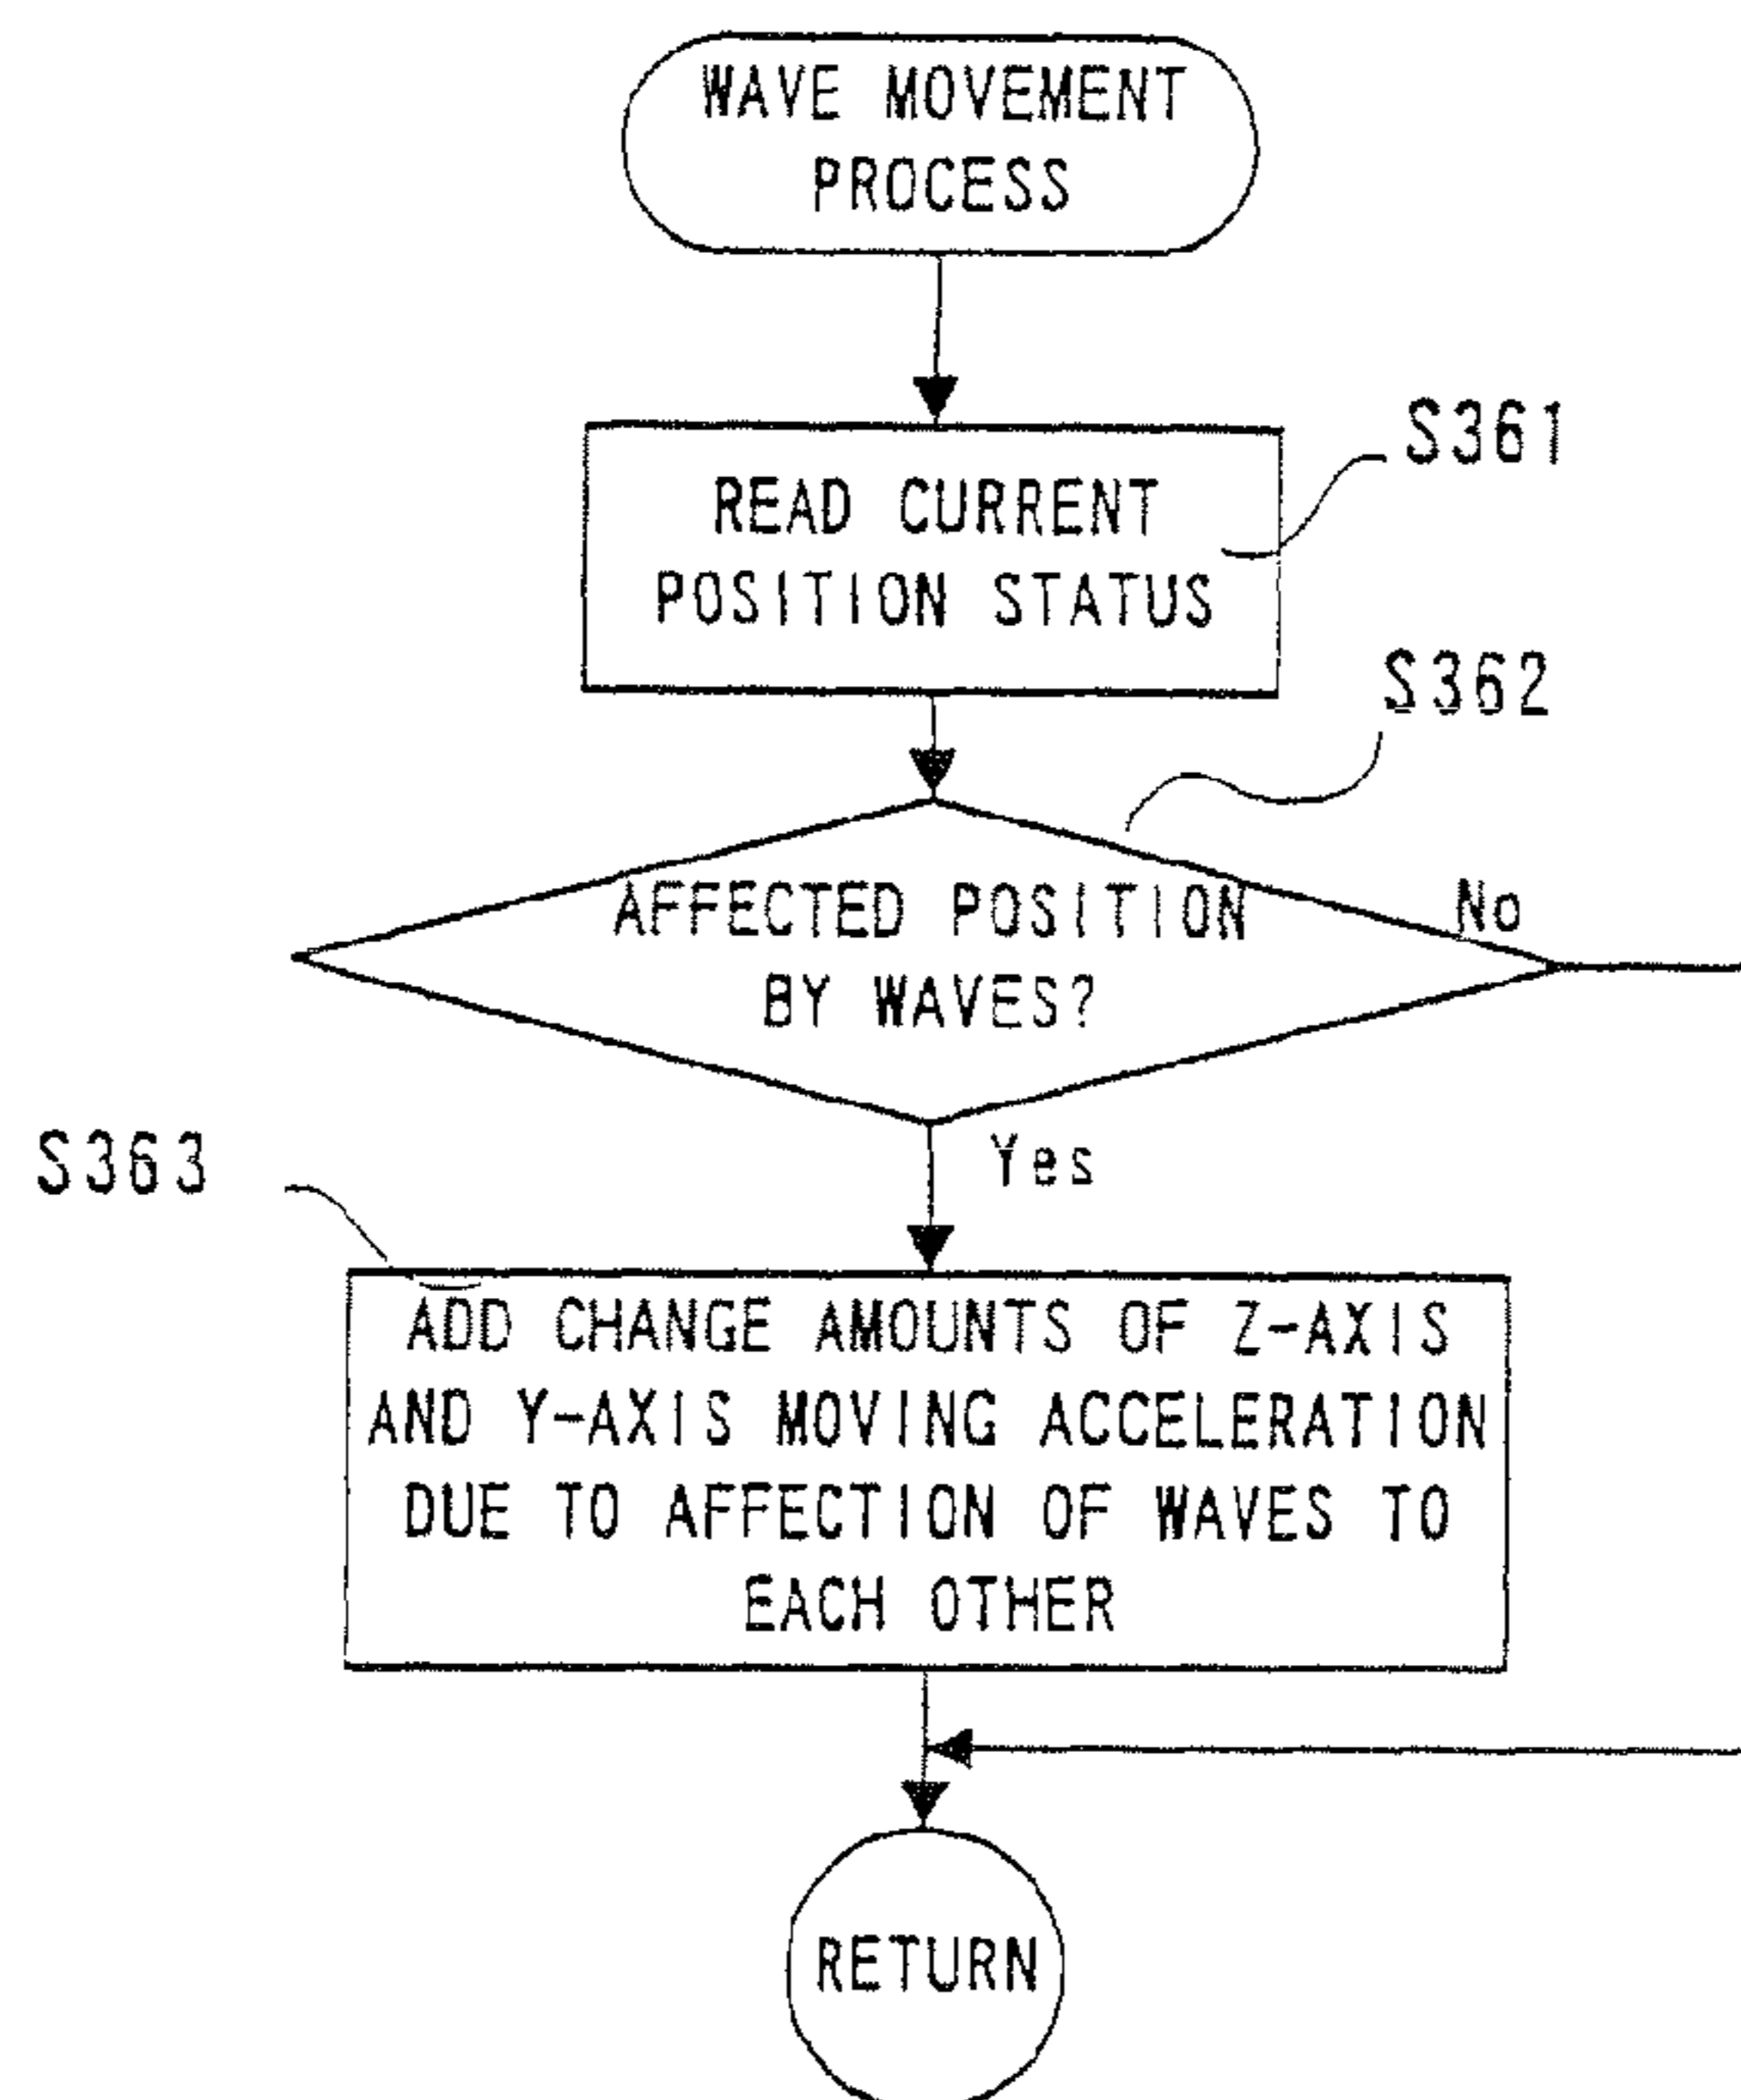 WAVE MOVEMENT
PROCESS
S361
READ CURRENT
POSITION STATUS
S362
AFFECTED POSITION
BY WAVES?
No
Yes
S363
ADD CHANGE AMOUNTS OF Z-AXIS
AND Y-AXIS MOVING ACCELERATION
DUE TO AFFECTION OF WAVES TO
EACH OTHER
RETURN